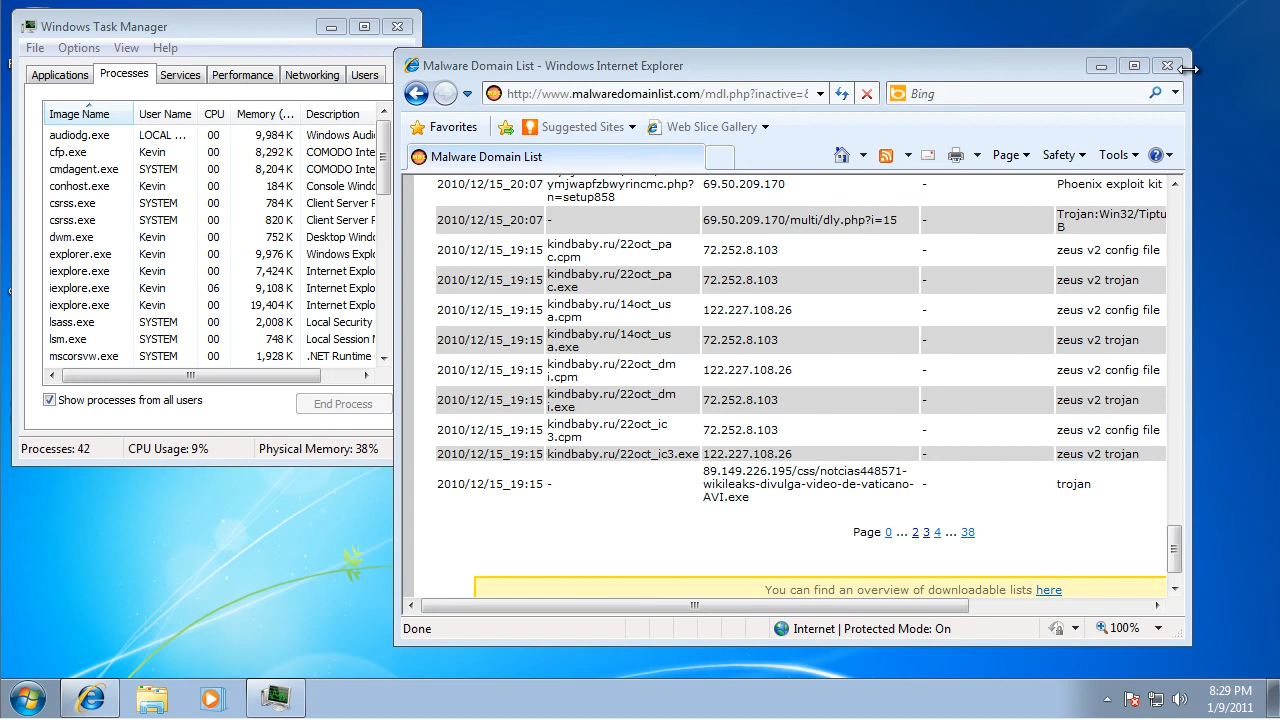 Windows Task Manager
File Options View Help
Applications Processes Services Performance Networking Users
Image Name User Name CPU Memory (... Description
audiodg.exe LOCAL ... 00 9,984 K Windows Audi
cfp.exe Kevin 00 8,292 K COMODO Inte
cmdagent.exe SYSTEM 00 8,204 K COMODO Inte
conhost.exe Kevin 00 184 K Console Windo
csrss.exe SYSTEM 00 784 K Client Server R
csrss.exe SYSTEM 00 820 K Client Server R
dwm.exe Kevin 00 752 K Desktop Windo
explorer.exe Kevin 00 9,976 K Windows Explo
iexplore.exe Kevin 00 7,424 K Internet Explo
iexplore.exe Kevin 06 9,108 K Internet Explo
iexplore.exe Kevin 00 19,404 K Internet Explo
lsass.exe SYSTEM 00 2,008 K Local Security
lsm.exe SYSTEM 00 748 K Local Session M
mscorsvw.exe SYSTEM 00 1,928 K .NET Runtime
Show processes from all users
End Process
Processes: 42 CPU Usage: 9% Physical Memory: 38%
Malware Domain List - Windows Internet Explorer
http://www.malwaredomainlist.com/mdl.php?inactive=& Bing
Favorites Suggested Sites Web Slice Gallery
Malware Domain List Page Safety Tools
2010/12/15_20:07 ymjwapfzbwyrincmc.php? 69.50.209.170 - Phoenix exploit kit
n=setup858
2010/12/15_20:07 - 69.50.209.170/multi/dly.php?i=15 - Trojan:Win32/Tiptu
B
2010/12/15_19:15 kindbaby.ru/22oct_pa 72.252.8.103 - zeus v2 config file
c.cpm
2010/12/15_19:15 kindbaby.ru/22oct_pa 72.252.8.103 - zeus v2 trojan
c.exe
2010/12/15_19:15 kindbaby.ru/14oct_us 122.227.108.26 - zeus v2 config file
a.cpm
2010/12/15_19:15 kindbaby.ru/14oct_us 72.252.8.103 - zeus v2 trojan
a.exe
2010/12/15_19:15 kindbaby.ru/22oct_dm 122.227.108.26 - zeus v2 config file
i.cpm
2010/12/15_19:15 kindbaby.ru/22oct_dm 72.252.8.103 - zeus v2 trojan
i.exe
2010/12/15_19:15 kindbaby.ru/22oct_ic 72.252.8.103 - zeus v2 config file
3.cpm
2010/12/15_19:15 kindbaby.ru/22oct_ic3.exe 122.227.108.26 - zeus v2 trojan
89.149.226.195/css/notcias448571-
2010/12/15_19:15 - wikileaks-divulga-video-de-vaticano- - trojan
AVI.exe
Page 0 ... 2 3 4 ... 38
You can find an overview of downloadable lists here
Done Internet | Protected Mode: On 100%
8:29 PM
1/9/2011